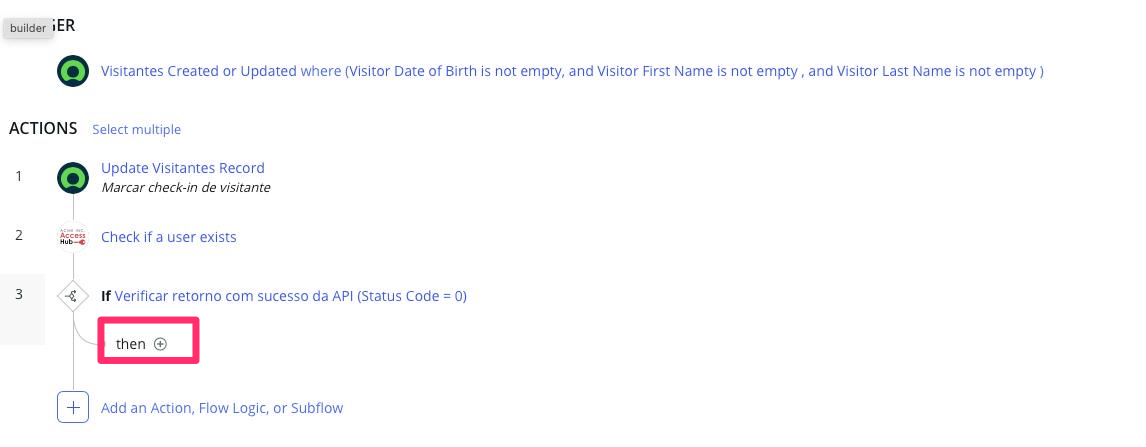 GER
builder
Visitantes Created or Updated where (Visitor Date of Birth is not empty, and Visitor First Name is not empty , and Visitor Last Name is not empty )
ACTIONS Select multiple
1
Update Visitantes Record
Marcar check-in de visitante
2
ACME INC.
Access
Hub
Check if a user exists
3
If Verificar retorno com sucesso da API (Status Code = 0)
then
Add an Action, Flow Logic, or Subflow